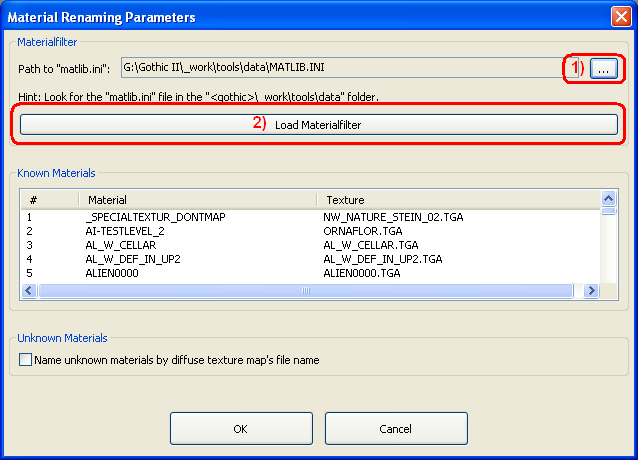 Material Renaming Parameters
Materialfilter
Path to "matlib.ini": G:\Gothic II\_work\tools\data\MATLIB.INI 1) ...
Hint: Look for the "matlib.ini" file in the "<gothic>\_work\tools\data" folder.
2) Load Materialfilter
Known Materials
# Material Texture
1 _SPECIALTEXTUR_DONTMAP NW_NATURE_STEIN_02.TGA
2 AI-TESTLEVEL_2 ORNAFLOR.TGA
3 AL_W_CELLAR AL_W_CELLAR.TGA
4 AL_W_DEF_IN_UP2 AL_W_DEF_IN_UP2.TGA
5 ALIEN0000 ALIEN0000.TGA
Unknown Materials
Name unknown materials by diffuse texture map's file name
OK Cancel